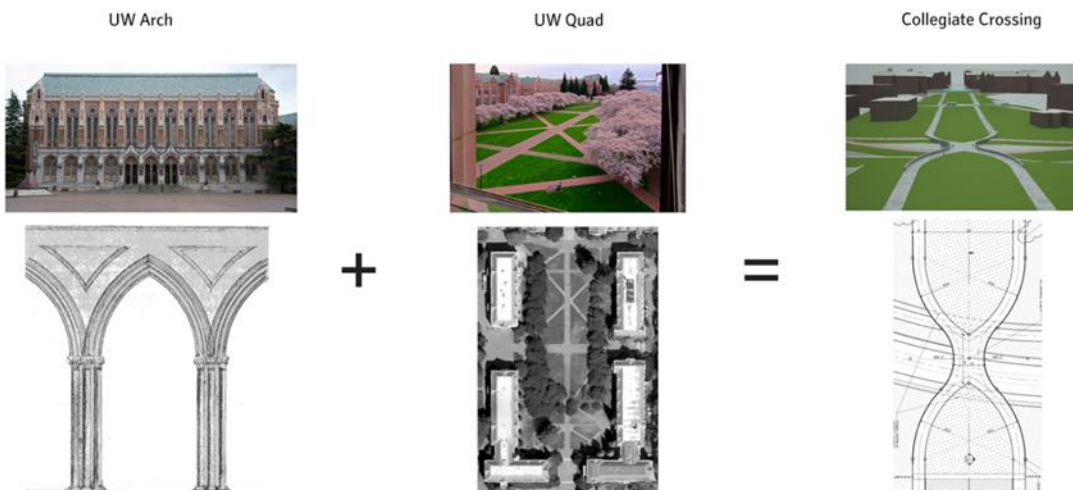 UW Arch
UW Quad
Collegiate Crossing
+
=